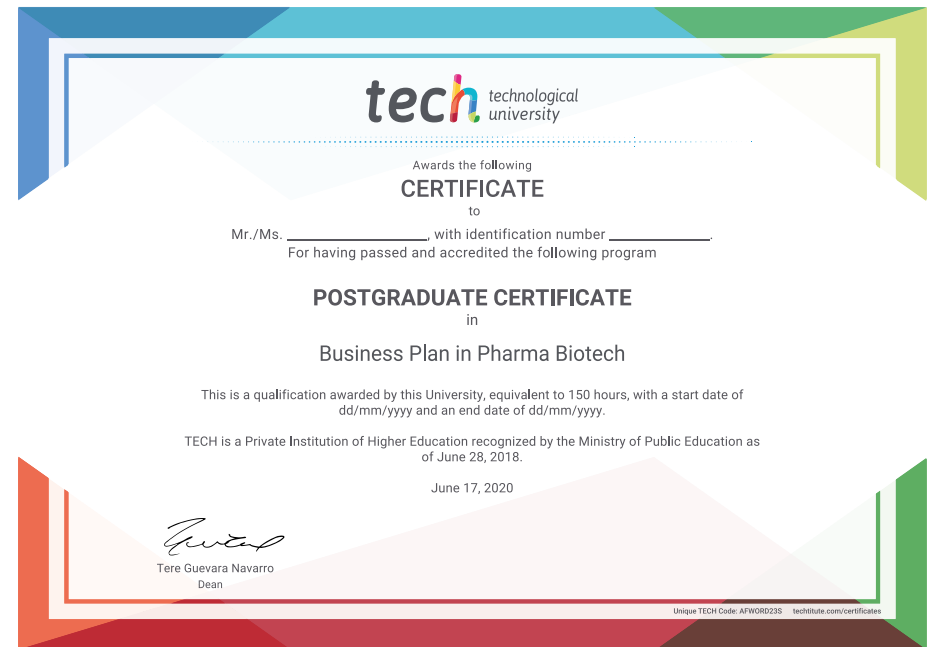 tech technological
university
Awards the following
CERTIFICATE
to
Mr./Ms. ____________________, with identification number ______________.
For having passed and accredited the following program
POSTGRADUATE CERTIFICATE
in
Business Plan in Pharma Biotech
This is a qualification awarded by this University, equivalent to 150 hours, with a start date of
dd/mm/yyyy and an end date of dd/mm/yyyy.
TECH is a Private Institution of Higher Education recognized by the Ministry of Public Education as
of June 28, 2018.
June 17, 2020
Tere Guevara Navarro
Dean
Unique TECH Code: AFWORD23S techtitute.com/certificates